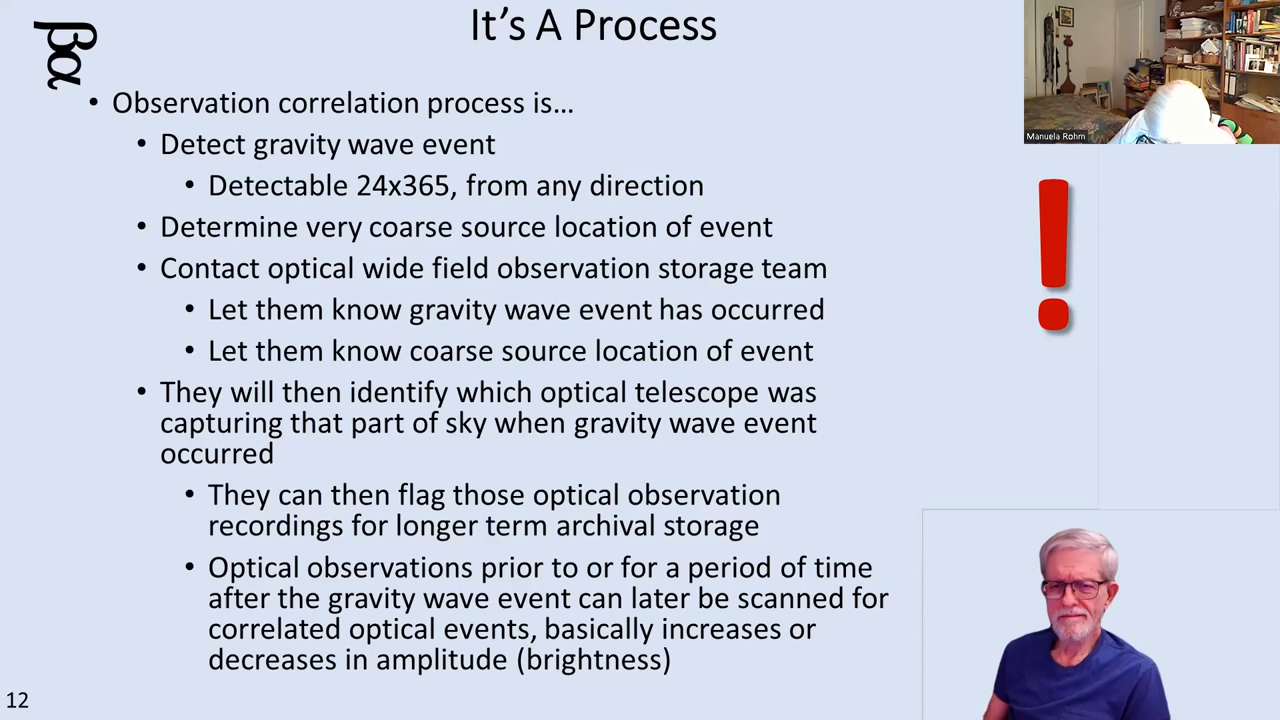 It's A Process
βα
• Observation correlation process is…
• Detect gravity wave event
• Detectable 24x365, from any direction
• Determine very coarse source location of event
• Contact optical wide field observation storage team
• Let them know gravity wave event has occurred
• Let them know coarse source location of event
• They will then identify which optical telescope was
capturing that part of sky when gravity wave event
occurred
• They can then flag those optical observation
recordings for longer term archival storage
• Optical observations prior to or for a period of time
after the gravity wave event can later be scanned for
correlated optical events, basically increases or
decreases in amplitude (brightness)
12
Manuela Rohm
!